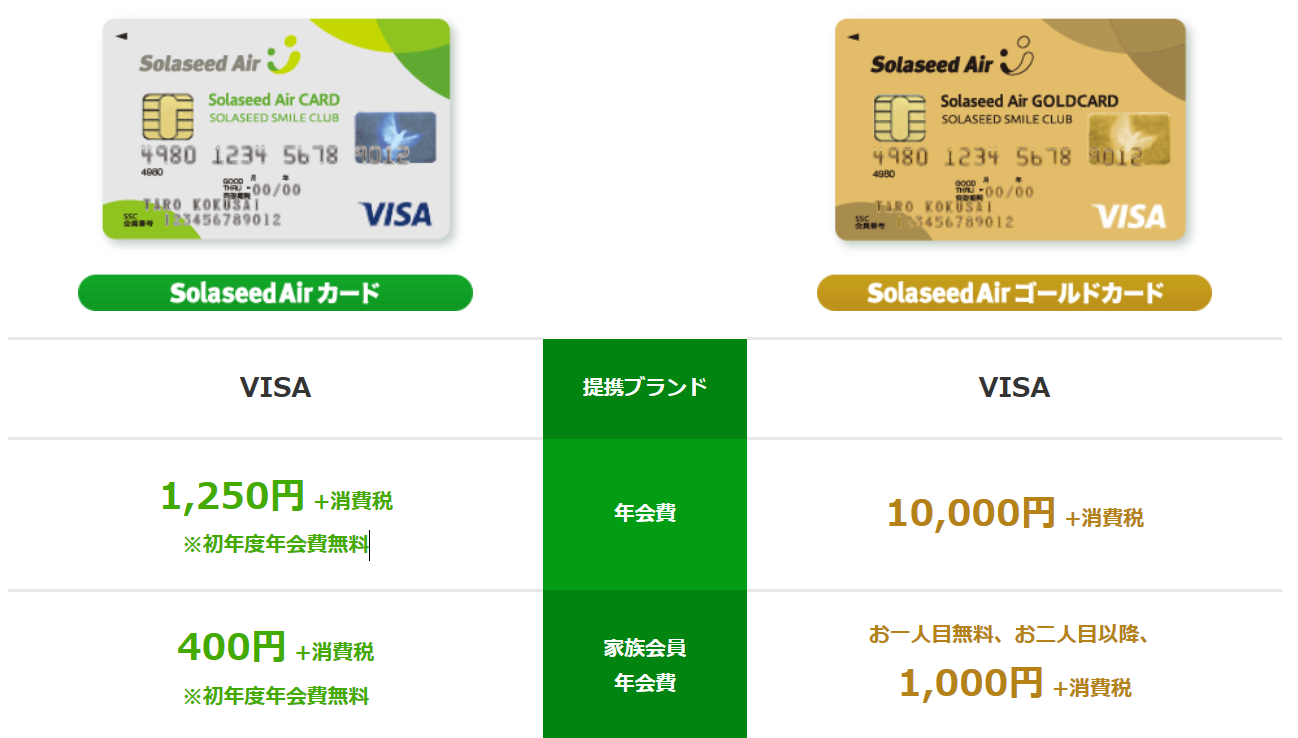 Solaseed Air
Solaseed Air CARD
SOLASEED SMILE CLUB
4980 1234 5678 9012
4980
GOOD THRU 月 年
00/00
TARO KOKUSAI
SSC
会員番号 123456789012
VISA
Solaseed Air
Solaseed Air GOLDCARD
SOLASEED SMILE CLUB
4980 1234 5678 9012
4980
GOOD THRU 月 年
00/00
TARO KOKUSAI
SSC
会員番号 123456789012
VISA
Solaseed Air カード
Solaseed Air ゴールドカード
VISA
提携ブランド
VISA
1,250円 +消費税
※初年度年会費無料
年会費
10,000円 +消費税
400円 +消費税
※初年度年会費無料
家族会員
年会費
お一人目無料、お二人目以降、
1,000円 +消費税